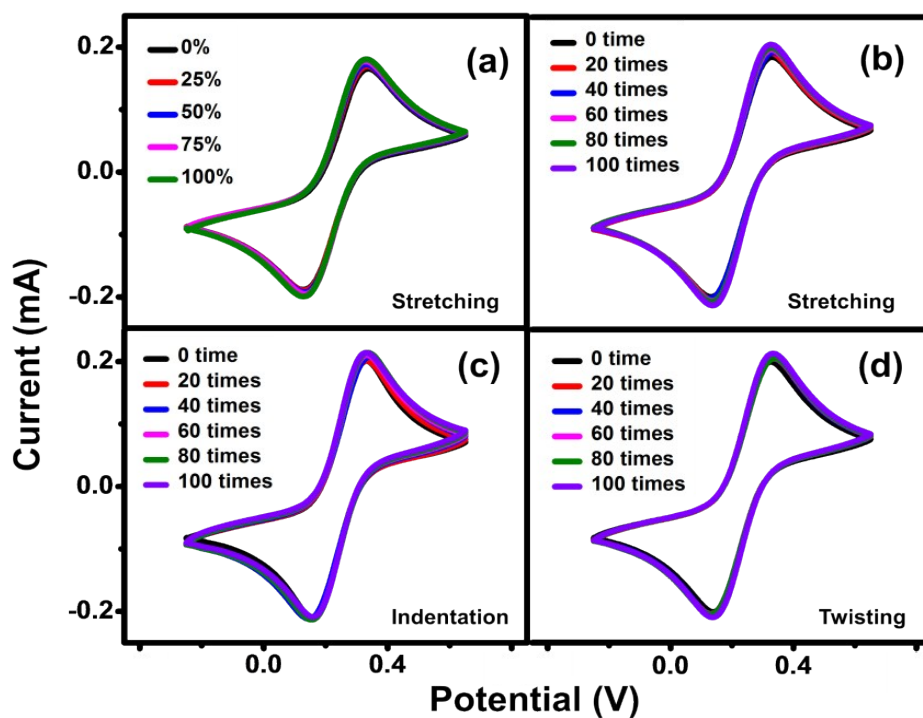 Current (mA)
0.2
0.0
-0.2
0%
25%
50%
75%
100%
(a)
Stretching
0 time
20 times
40 times
60 times
80 times
100 times
(b)
Stretching
0.2
0.0
-0.2
0 time
20 times
40 times
60 times
80 times
100 times
(c)
Indentation
0 time
20 times
40 times
60 times
80 times
100 times
(d)
Twisting
0.0 0.4 0.0 0.4
Potential (V)